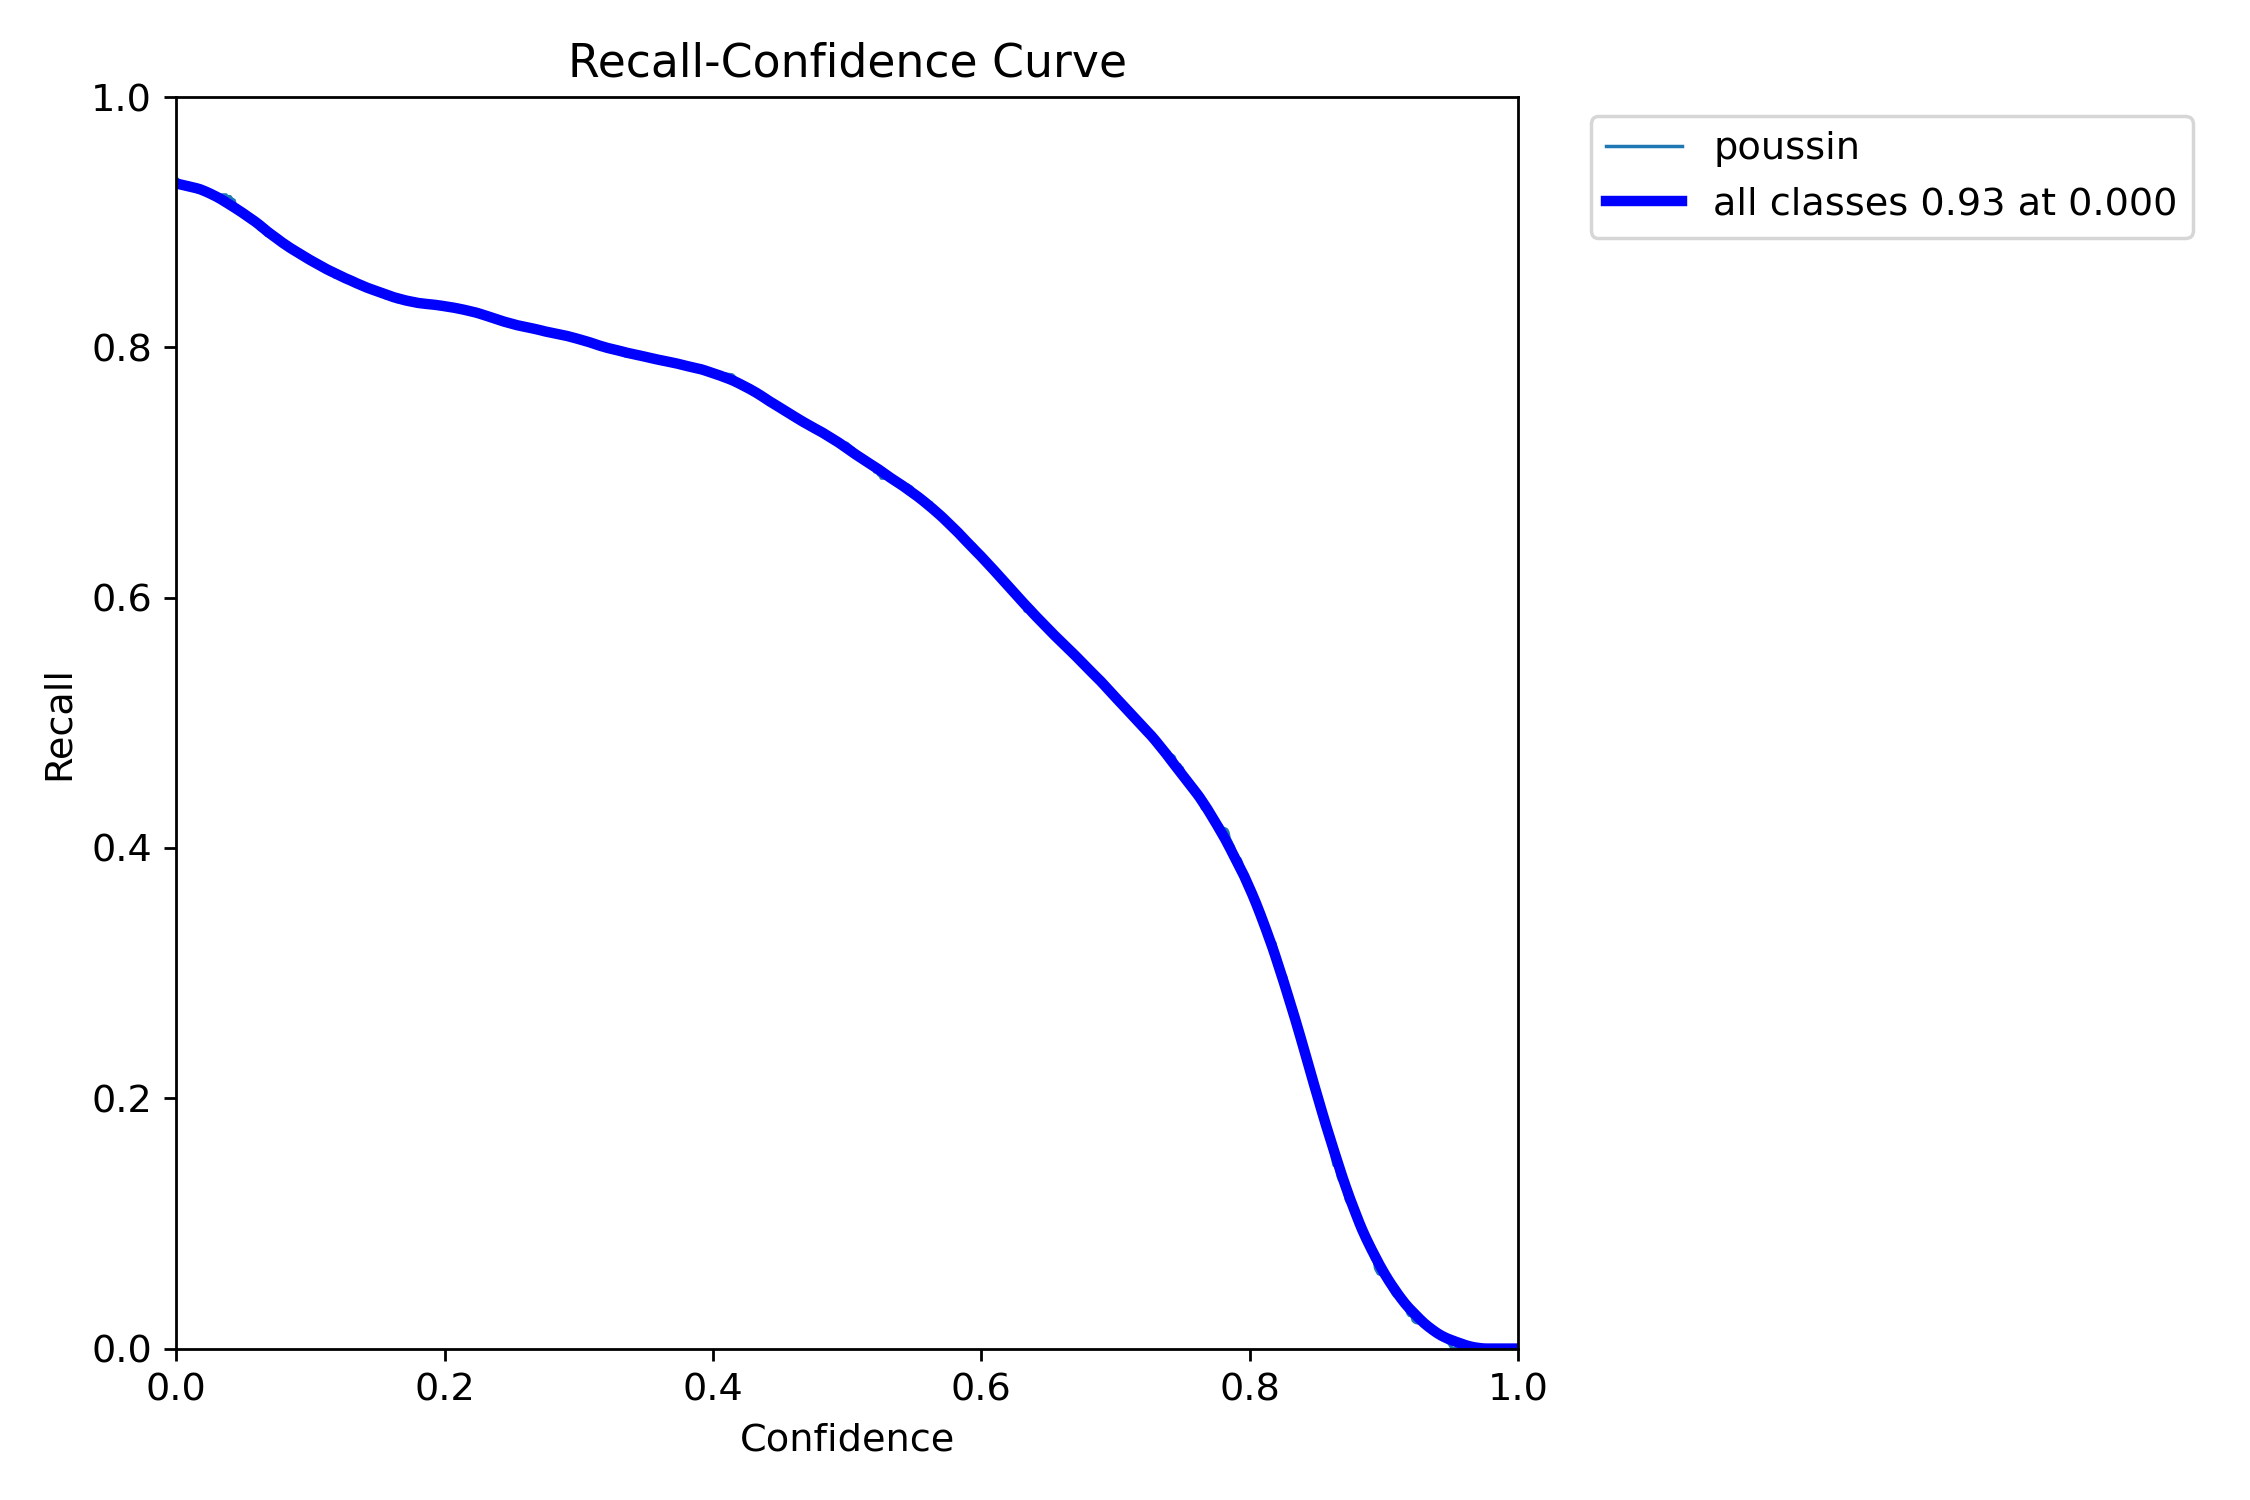 Recall-Confidence Curve
1.0
0.8
0.6
0.4
0.2
0.0
Recall
0.0 0.2 0.4 0.6 0.8 1.0
Confidence
poussin
all classes 0.93 at 0.000